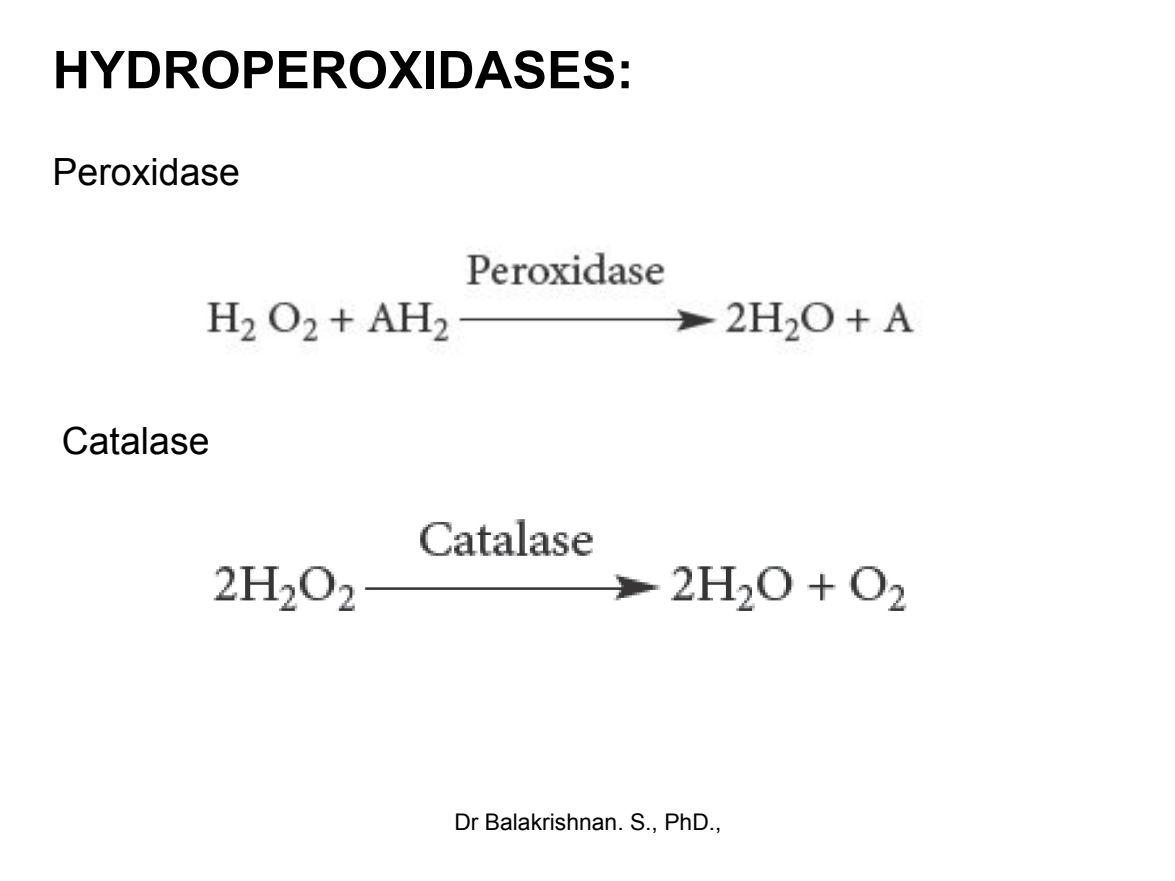 HYDROPEROXIDASES:
Peroxidase
Peroxidase
H₂ O₂ + AH₂ ⟶ 2H₂O + A
Catalase
Catalase
2H₂O₂ ⟶ 2H₂O + O₂
Dr Balakrishnan. S., PhD.,